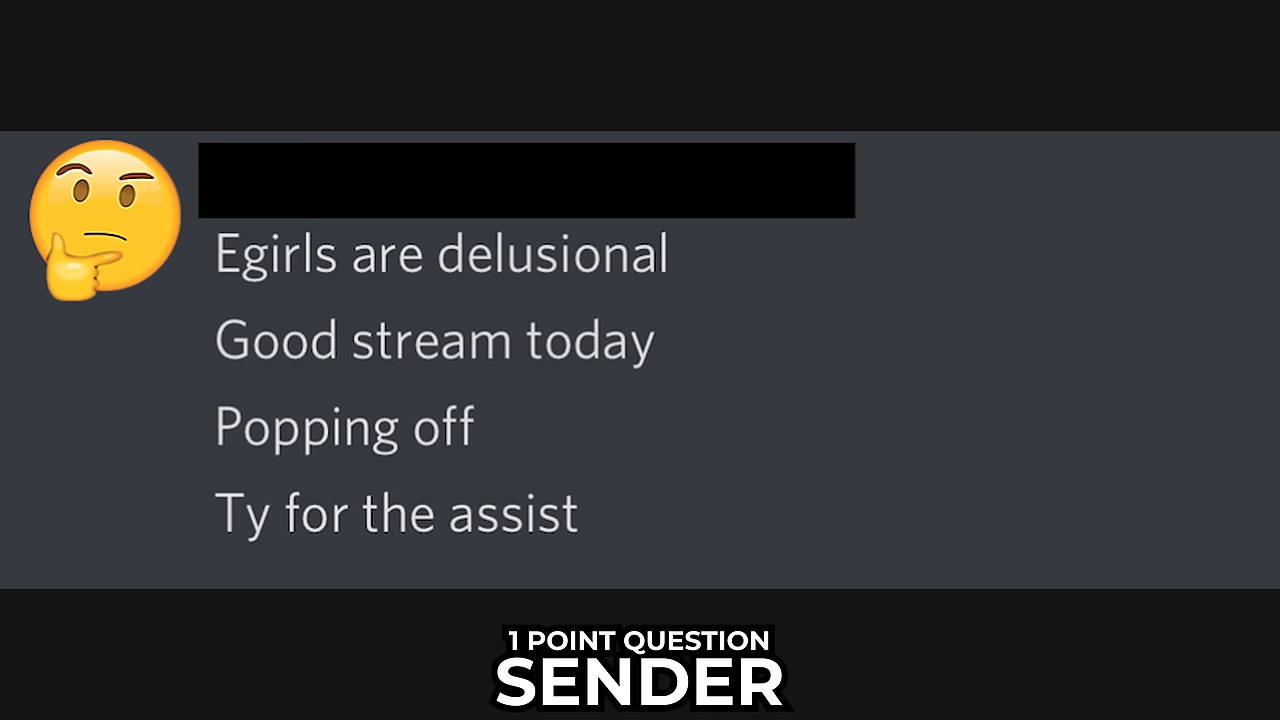 Egirls are delusional
Good stream today
Popping off
Ty for the assist
1 POINT QUESTION
SENDER